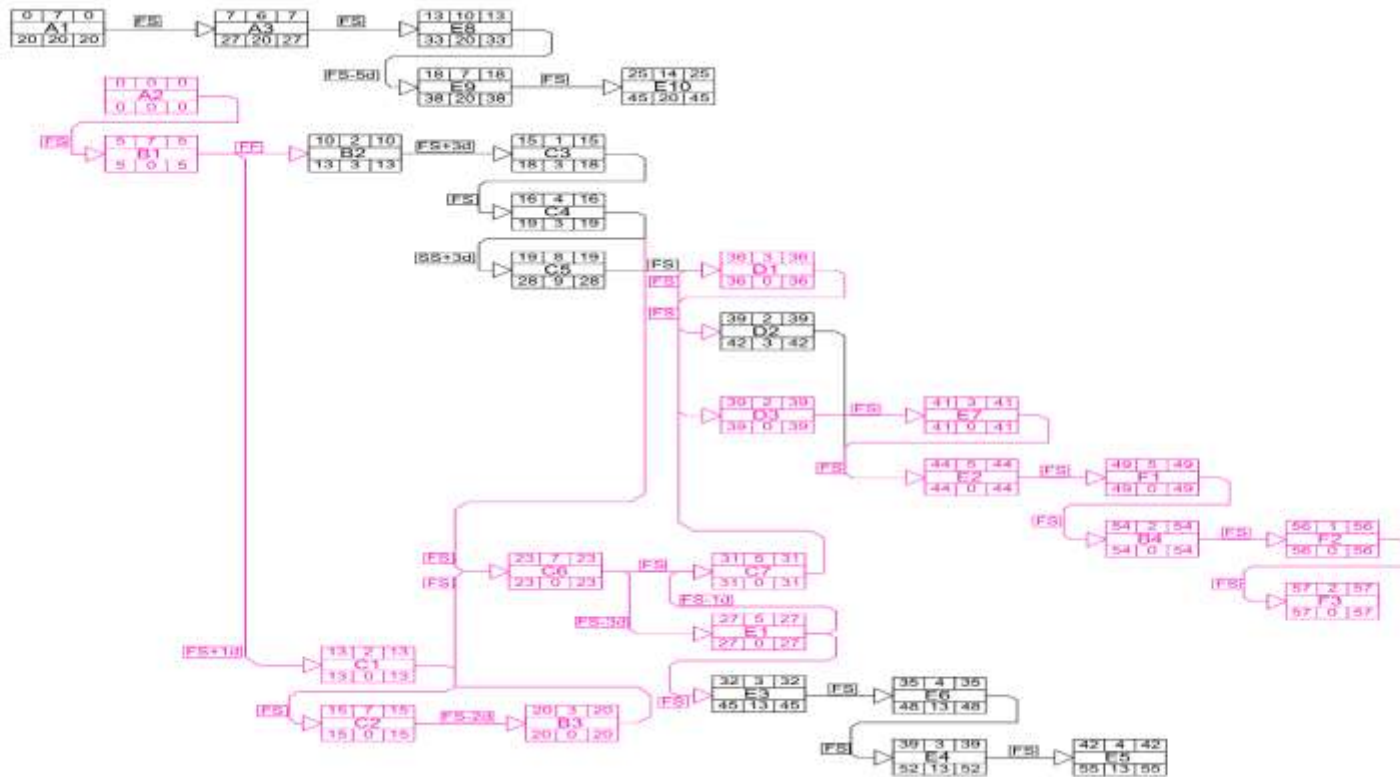 0 | 7 | 0
A1
20 | 20 | 20
FS
7 | 6 | 7
A3
27 | 20 | 27
FS
13 | 10 | 13
E8
33 | 20 | 33
FS-5d
18 | 7 | 18
E9
38 | 20 | 38
FS
25 | 14 | 25
E10
45 | 20 | 45
0 | 0 | 0
A2
0 | 0 | 0
FS
5 | 7 | 5
B1
5 | 0 | 5
FF
10 | 2 | 10
B2
13 | 3 | 13
FS+3d
15 | 1 | 15
C3
18 | 3 | 18
FS
16 | 4 | 16
C4
19 | 3 | 19
SS+3d
19 | 8 | 19
C5
28 | 9 | 28
FS
FS
FS
36 | 3 | 36
D1
36 | 0 | 36
39 | 2 | 39
D2
42 | 3 | 42
39 | 2 | 39
D3
39 | 0 | 39
FS
41 | 3 | 41
E7
41 | 0 | 41
FS
44 | 5 | 44
E2
44 | 0 | 44
FS
49 | 5 | 49
F1
49 | 0 | 49
FS
54 | 2 | 54
B4
54 | 0 | 54
FS
56 | 1 | 56
F2
56 | 0 | 56
FS
57 | 2 | 57
F3
57 | 0 | 57
FS
FS
23 | 7 | 23
C6
23 | 0 | 23
FS
31 | 5 | 31
C7
31 | 0 | 31
FS-1d
FS-3d
27 | 5 | 27
E1
27 | 0 | 27
FS+1d
13 | 2 | 13
C1
13 | 0 | 13
FS
32 | 3 | 32
E3
45 | 13 | 45
FS
35 | 4 | 35
E6
48 | 13 | 48
FS
15 | 7 | 15
C2
15 | 0 | 15
FS-2d
20 | 3 | 20
B3
20 | 0 | 20
FS
39 | 3 | 39
E4
52 | 13 | 52
FS
42 | 4 | 42
E5
55 | 13 | 55